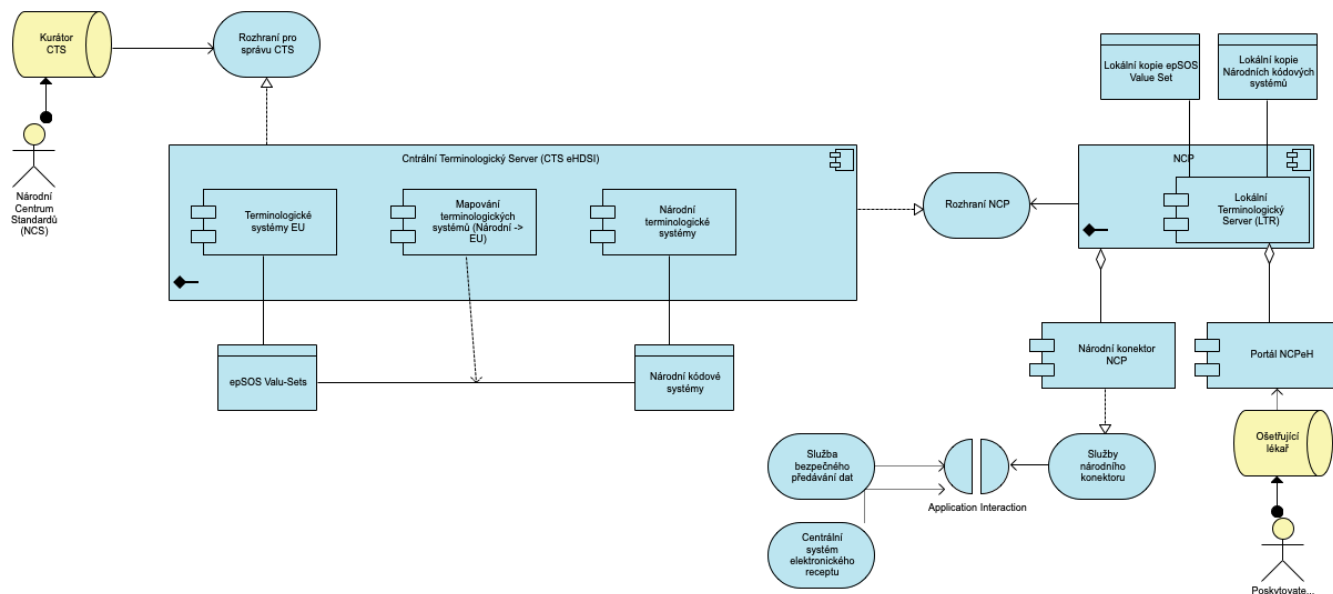 Kurátor
CTS
Rozhraní pro
správu CTS
Národní
Centrum
Standardů
(NCS)
Cntrální Terminologický Server (CTS eHDSI)
Terminologické
systémy EU
Mapování
terminologických
systémů (Národní ->
EU)
Národní
terminologické
systémy
epSOS Valu-Sets
Národní kódové
systémy
Rozhraní NCP
Lokální kopie epSOS
Value Set
Lokální kopie
Národních kódových
systémů
NCP
Lokální
Terminologický
Server (LTR)
Národní konektor
NCP
Portál NCPeH
Služba
bezpečného
předávání dat
Application Interaction
Služby
národního
konektoru
Ošetřující
lékař
Centrální
systém
elektronického
receptu
Poskytovate...